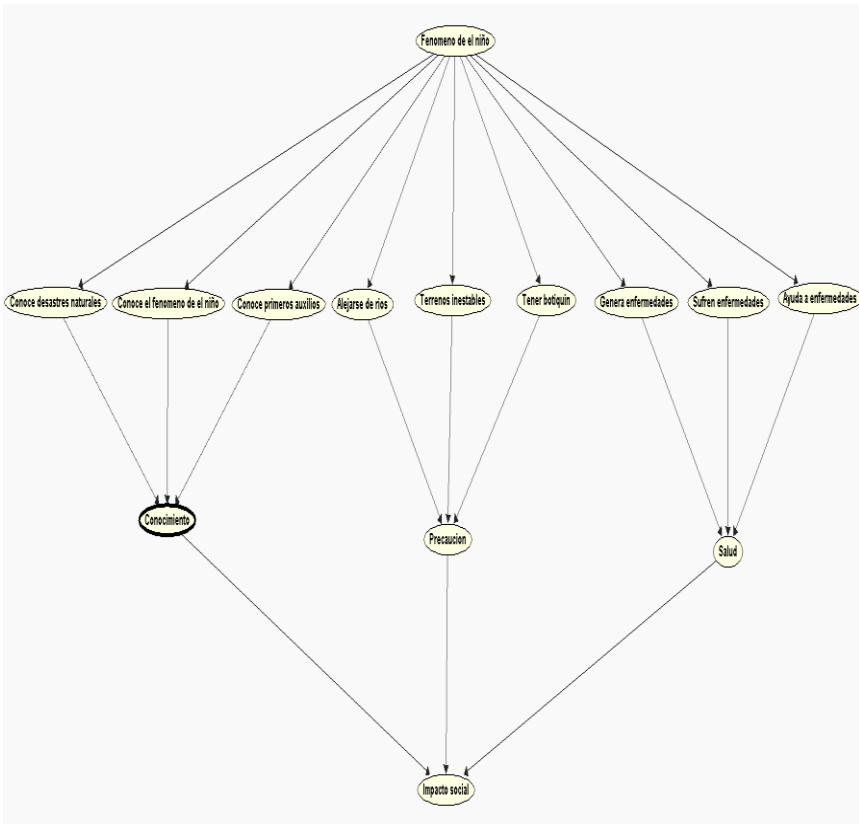 Fenomeno de el niño
Conoce desastres naturales
Conoce el fenomeno de el niño
Conoce primeros auxilios
Alejarse de rios
Terrenos inestables
Tener botiquin
Genera enfermedades
Sufren enfermedades
Ayuda a enfermedades
Conocimiento
Precaucion
Salud
Impacto social